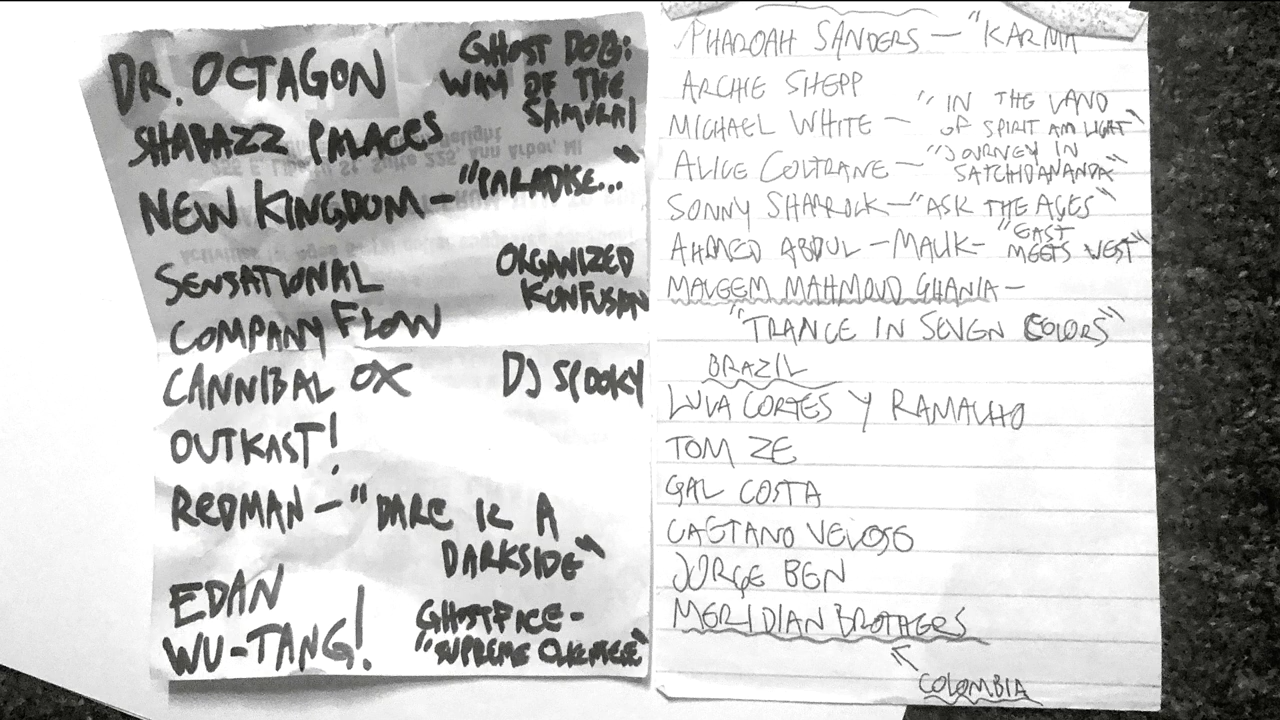 DR. OCTAGON
GHOST DOG:
WAY OF THE
SAMURAI
SHABAZZ PALACES
NEW KINGDOM - "PARADISE..."
SENSATIONAL
ORGANIZED
KONFUSION
COMPANY FLOW
CANNIBAL OX
DJ SPOOKY
OUTKAST!
REDMAN - "DARE IZ A
DARKSIDE"
EDAN
WU-TANG!
GHOSTFACE -
"SUPREME CLIENTELE"
PHAROAH SANDERS - "KARMA
ARCHIE SHEPP
MICHAEL WHITE - "IN THE LAND
OF SPIRIT AM LIGHT"
ALICE COLTRANE - "JOURNEY IN
SATCHIDANANDA"
SONNY SHARROCK - "ASK THE AGES"
AHMED ABDUL-MALIK - "EAST
MEETS WEST"
MALEEM MAHMOUD GHANIA -
"TRANCE IN SEVEN COLORS"
BRAZIL
LULA CORTES Y RAMALHO
TOM ZE
GAL COSTA
CAETANO VELOSO
JORGE BEN
MERIDIAN BROTHERS
COLOMBIA